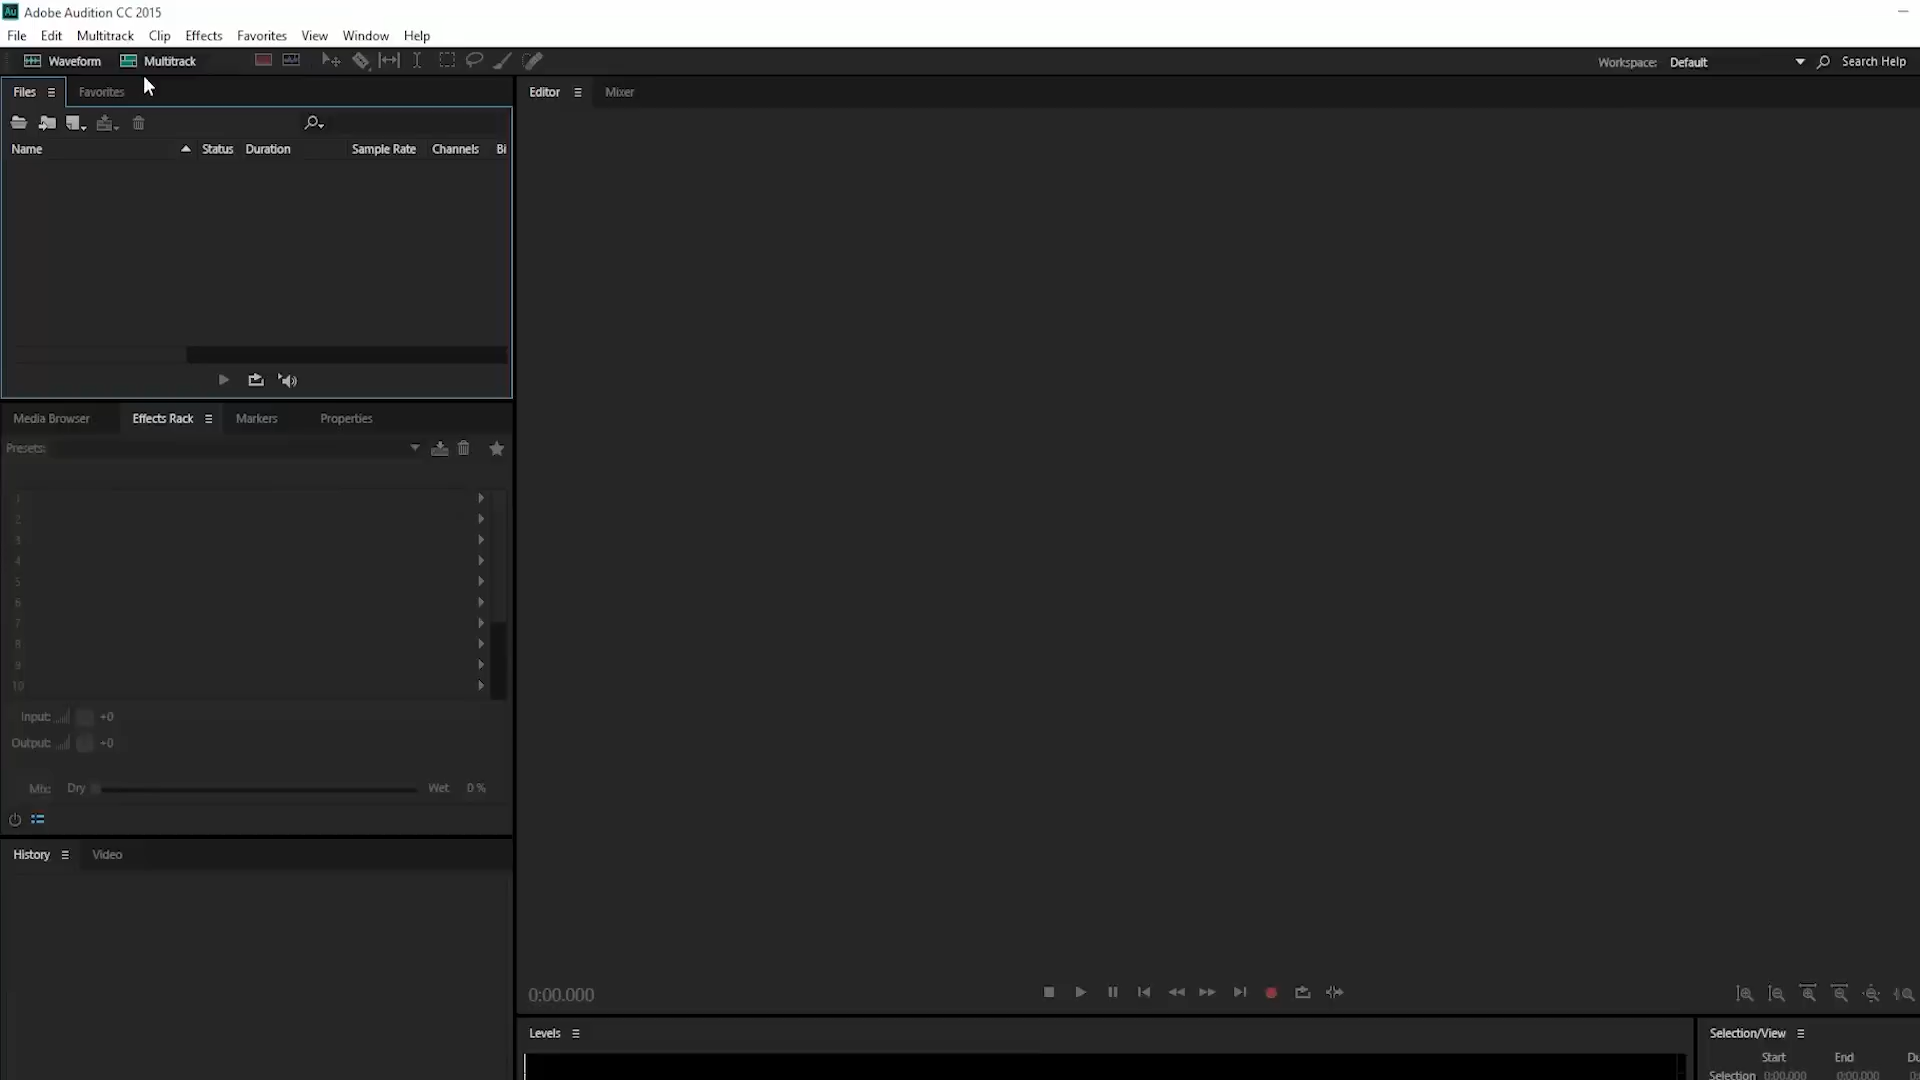 Au Adobe Audition CC 2015
File Edit Multitrack Clip Effects Favorites View Window Help
Waveform Multitrack Workspace: Default Search Help
Files Favorites
Editor Mixer
Name Status Duration Sample Rate Channels Bi
Media Browser Effects Rack Markers Properties
Presets:
1
2
3
4
5
6
7
8
9
10
Input: +0
Output: +0
Mix: Dry Wet 0 %
History Video
0:00.000
Levels
Selection/View
Start End Du
Selection 0:00.000 0:00.000